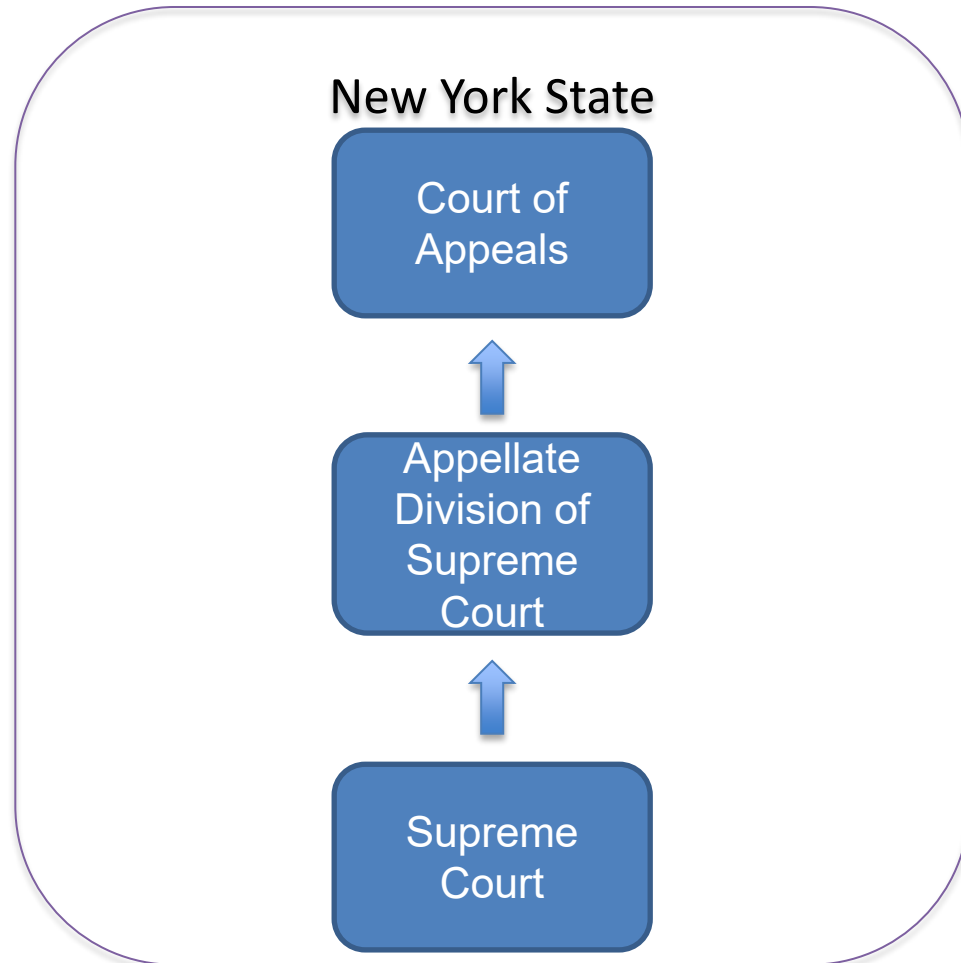 New York State
Court of
Appeals
Appellate
Division of
Supreme
Court
Supreme
Court